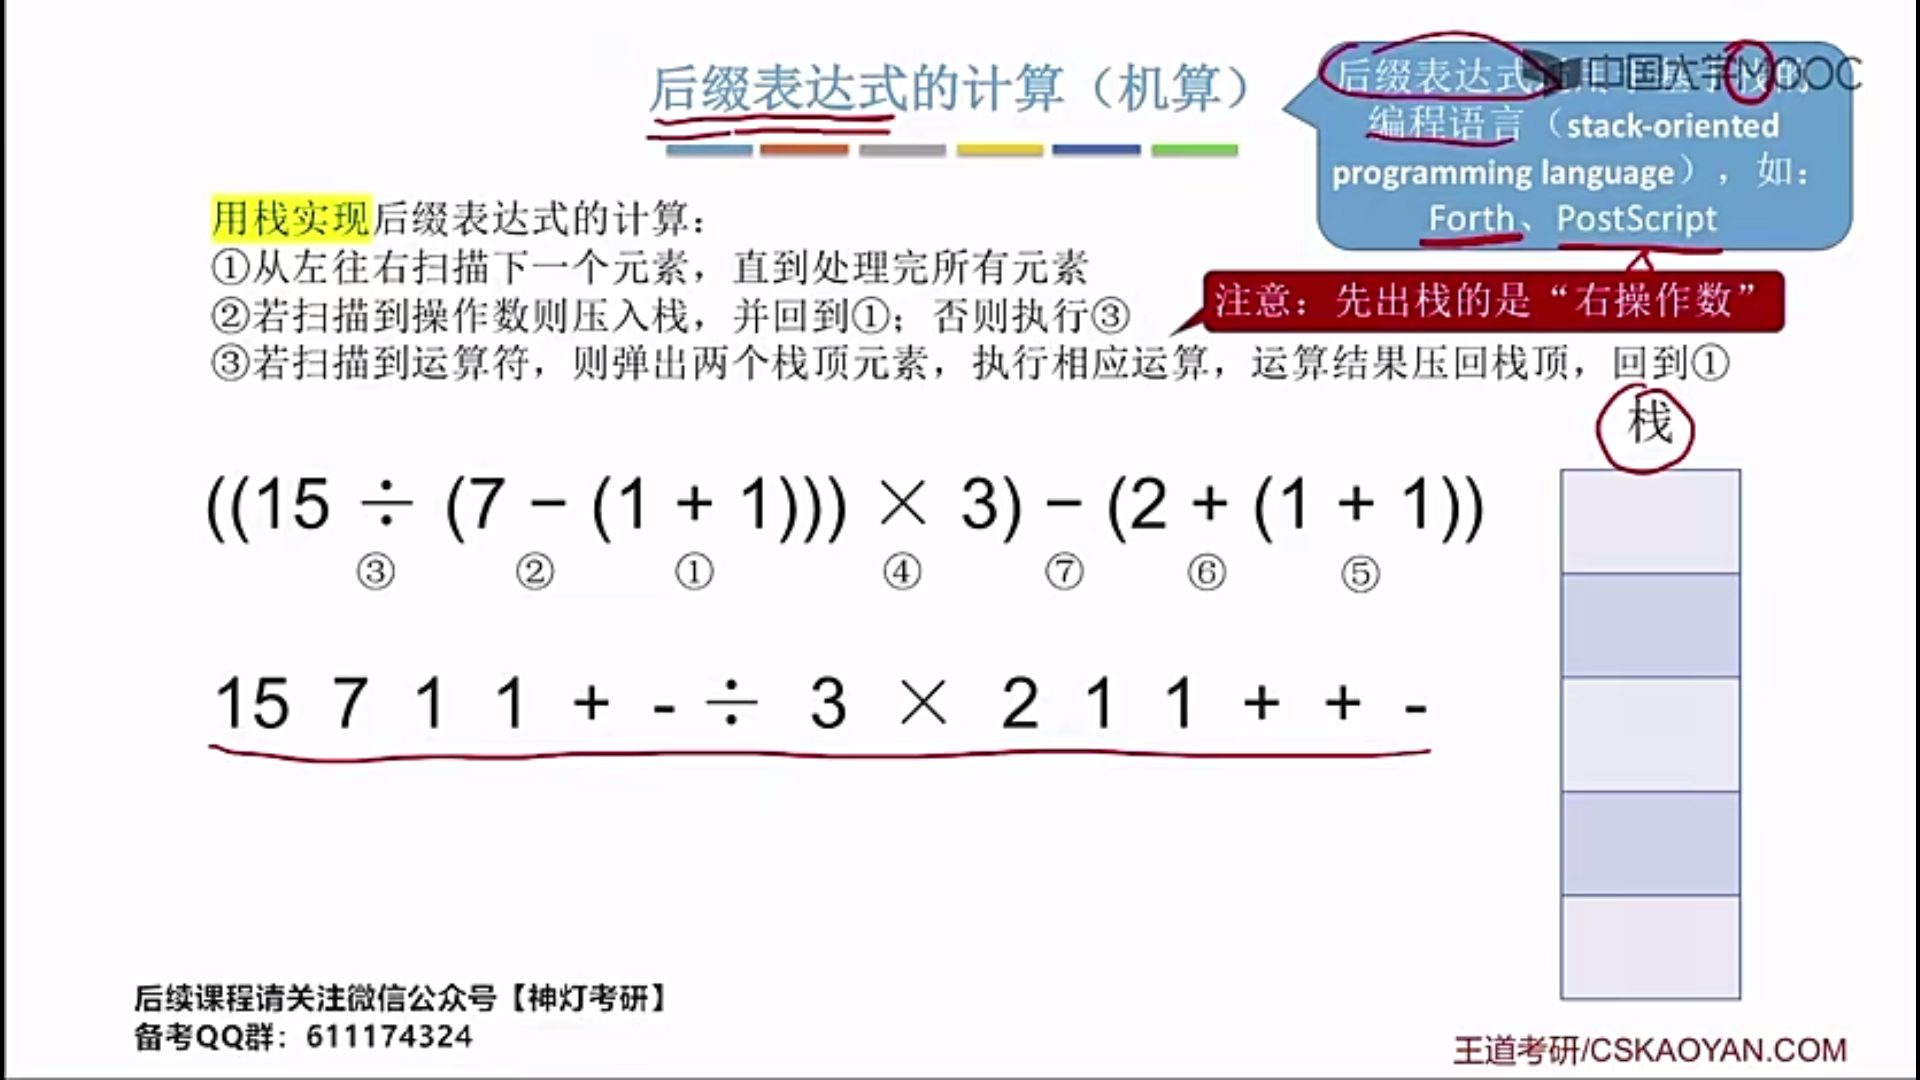 后缀表达式的计算（机算）
后缀表达式 中国大学MOOC
编程语言（stack-oriented
programming language），如：
Forth、PostScript
用栈实现后缀表达式的计算：
①从左往右扫描下一个元素，直到处理完所有元素
②若扫描到操作数则压入栈，并回到①；否则执行③
注意：先出栈的是“右操作数”
③若扫描到运算符，则弹出两个栈顶元素，执行相应运算，运算结果压回栈顶，回到①
栈
((15 ÷ (7 − (1 + 1))) × 3) − (2 + (1 + 1))
③ ② ① ④ ⑦ ⑥ ⑤
15 7 1 1 + - ÷ 3 × 2 1 1 + + -
后续课程请关注微信公众号【神灯考研】
备考QQ群：611174324
王道考研/CSKAOYAN.COM